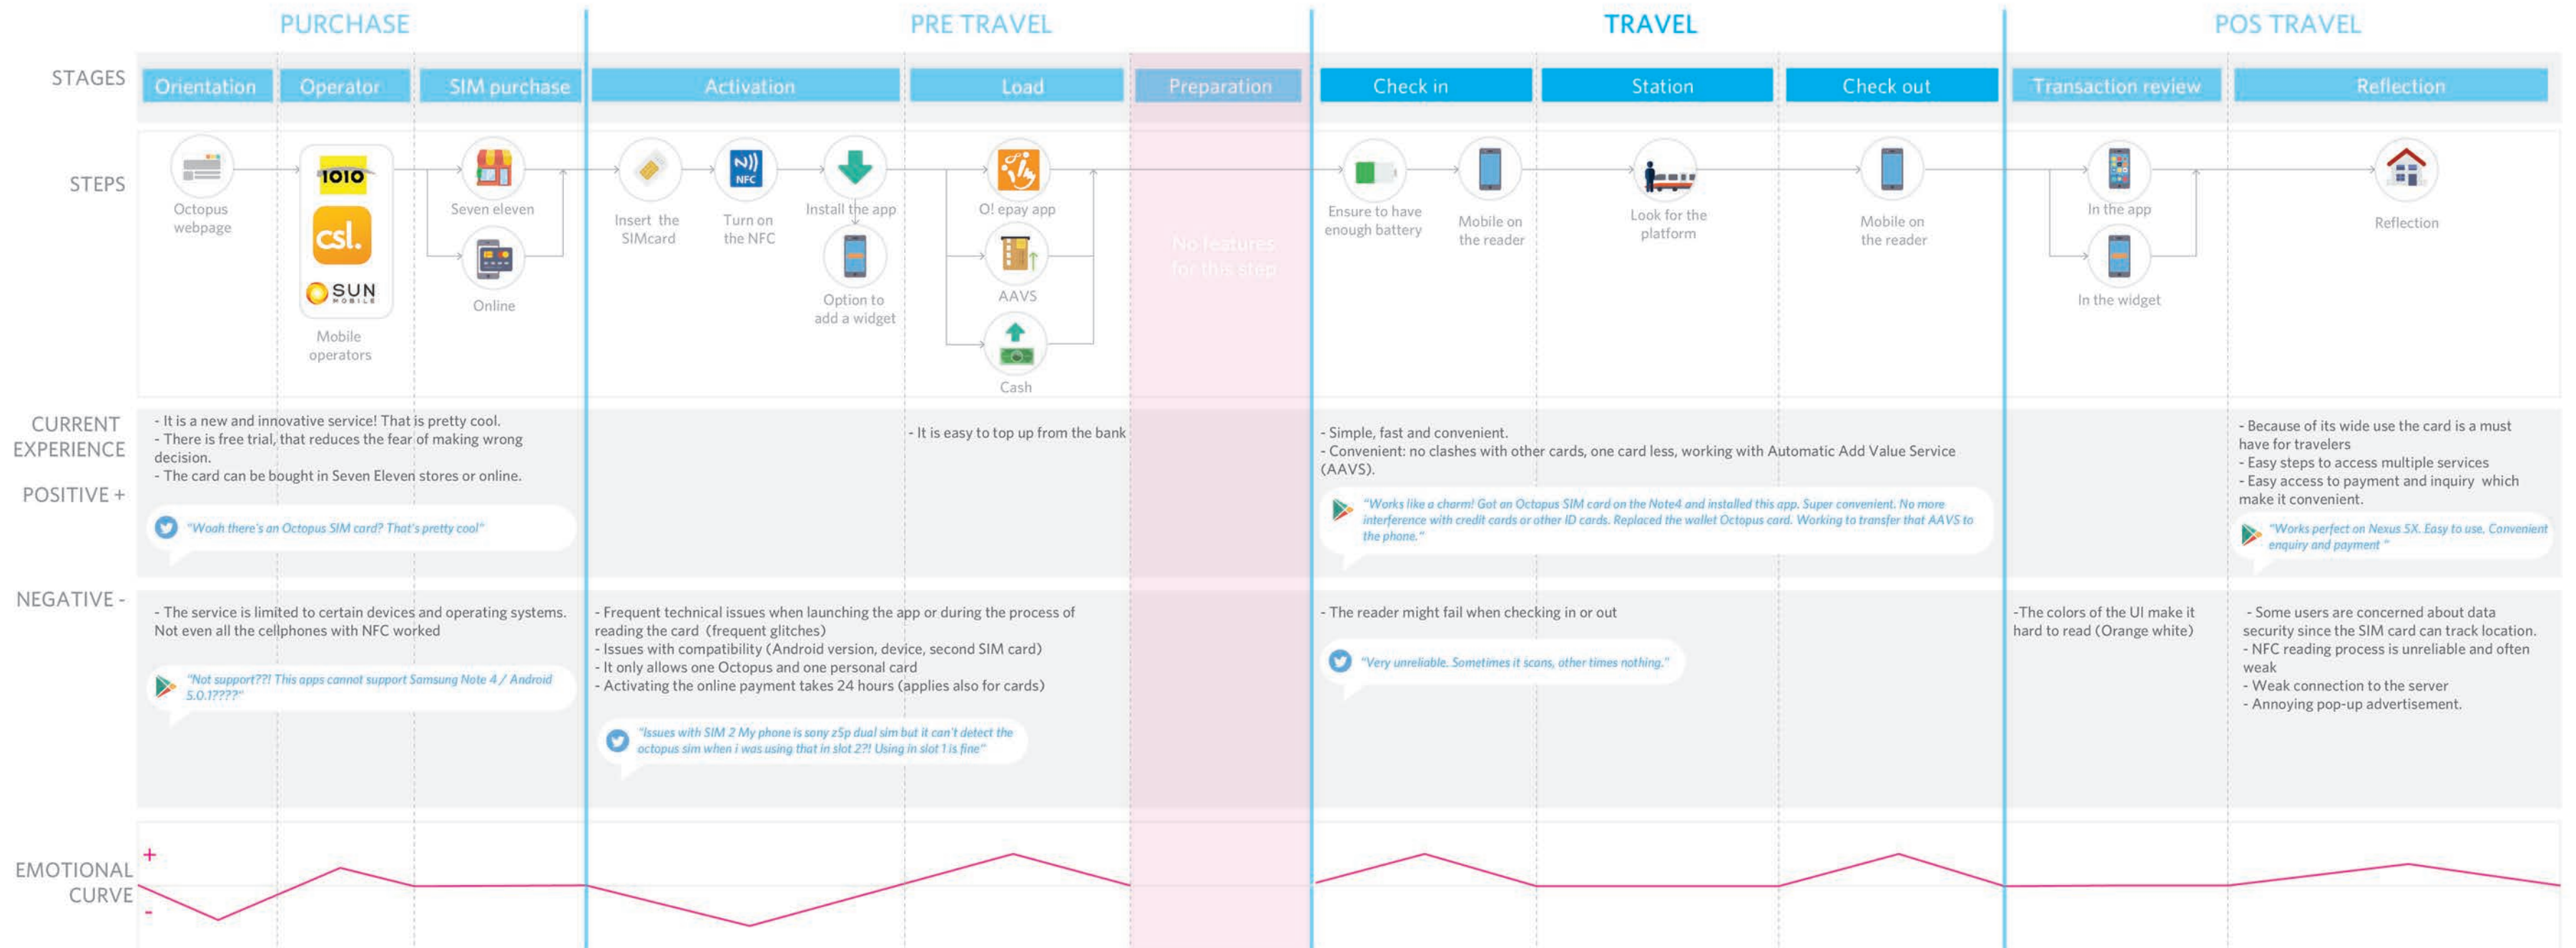 PURCHASE
PRE TRAVEL
TRAVEL
POS TRAVEL
STAGES
Orientation
Operator
SIM purchase
Activation
Load
Preparation
Check in
Station
Check out
Transaction review
Reflection
STEPS
Octopus
webpage
1O1O
csl.
SUN
MOBILE
Mobile
operators
Seven eleven
Online
Insert the
SIMcard
NFC
Turn on
the NFC
Install the app
Option to
add a widget
O! epay app
AAVS
Cash
No features
for this step
Ensure to have
enough battery
Mobile on
the reader
Look for the
platform
Mobile on
the reader
In the app
In the widget
Reflection
CURRENT
EXPERIENCE
POSITIVE +
- It is a new and innovative service! That is pretty cool.
- There is free trial, that reduces the fear of making wrong
decision.
- The card can be bought in Seven Eleven stores or online.
"Woah there's an Octopus SIM card? That's pretty cool"
- It is easy to top up from the bank
- Simple, fast and convenient.
- Convenient: no clashes with other cards, one card less, working with Automatic Add Value Service
(AAVS).
"Works like a charm! Got an Octopus SIM card on the Note4 and installed this app. Super convenient. No more
interference with credit cards or other ID cards. Replaced the wallet Octopus card. Working to transfer that AAVS to
the phone."
- Because of its wide use the card is a must
have for travelers
- Easy steps to access multiple services
- Easy access to payment and inquiry which
make it convenient.
"Works perfect on Nexus 5X. Easy to use. Convenient
enquiry and payment "
NEGATIVE -
- The service is limited to certain devices and operating systems.
Not even all the cellphones with NFC worked
"Not support??! This apps cannot support Samsung Note 4 / Android
5.0.1????"
- Frequent technical issues when launching the app or during the process of
reading the card (frequent glitches)
- Issues with compatibility (Android version, device, second SIM card)
- It only allows one Octopus and one personal card
- Activating the online payment takes 24 hours (applies also for cards)
"Issues with SIM 2 My phone is sony z5p dual sim but it can't detect the
octopus sim when i was using that in slot 2?! Using in slot 1 is fine"
- The reader might fail when checking in or out
"Very unreliable. Sometimes it scans, other times nothing."
-The colors of the UI make it
hard to read (Orange white)
- Some users are concerned about data
security since the SIM card can track location.
- NFC reading process is unreliable and often
weak
- Weak connection to the server
- Annoying pop-up advertisement.
EMOTIONAL
CURVE
+
-